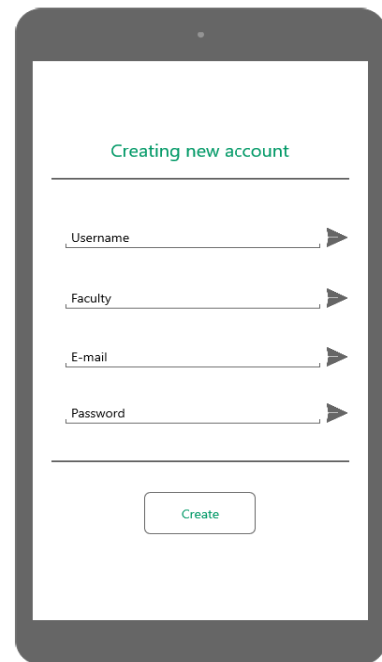 Creating new account
Username
Faculty
E-mail
Password
Create